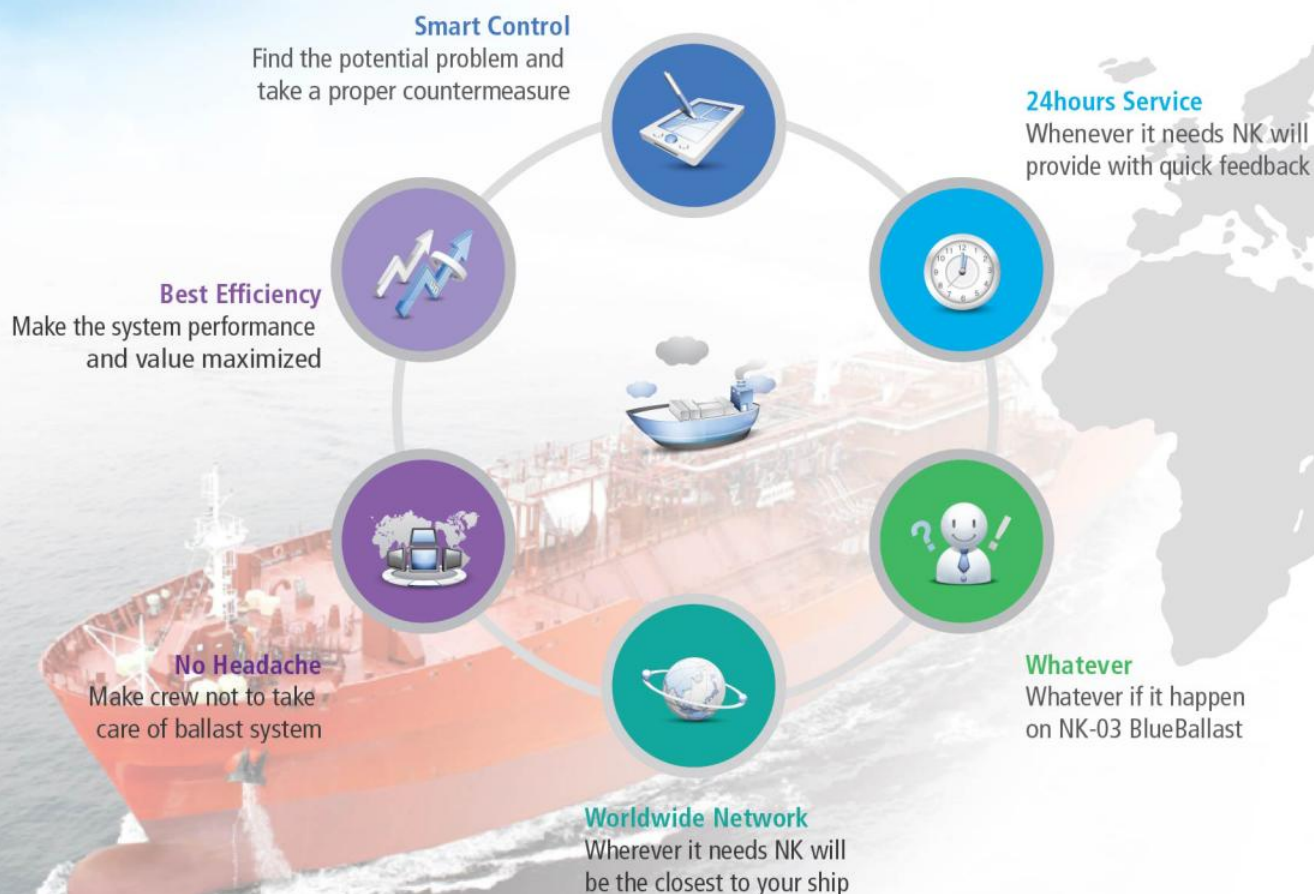 Smart Control
Find the potential problem and
take a proper countermeasure
24hours Service
Whenever it needs NK will
provide with quick feedback
Best Efficiency
Make the system performance
and value maximized
No Headache
Make crew not to take
care of ballast system
Whatever
Whatever if it happen
on NK-03 BlueBallast
Worldwide Network
Wherever it needs NK will
be the closest to your ship